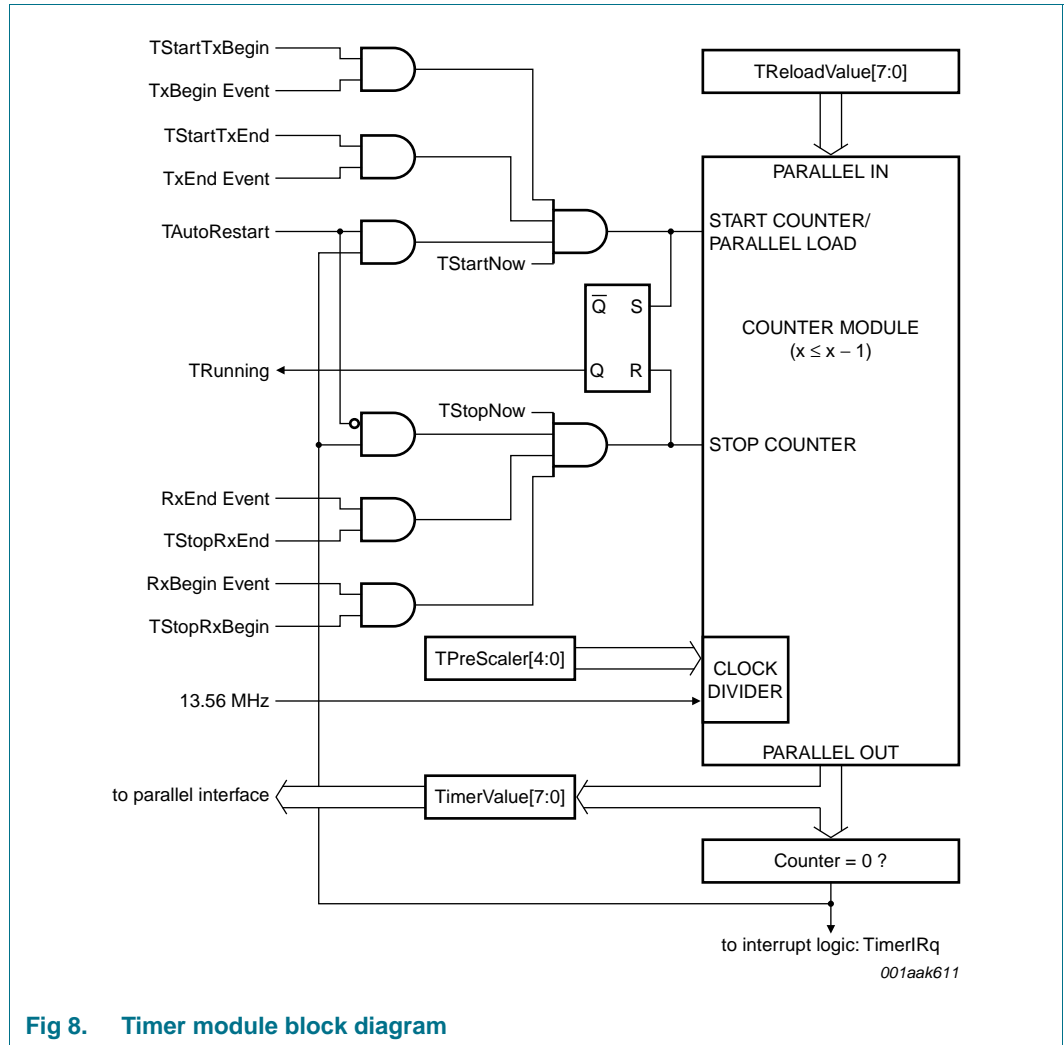 TStartTxBegin
TxBegin Event
TReloadValue[7:0]
TStartTxEnd
TxEnd Event
PARALLEL IN
TAutoRestart
START COUNTER/
PARALLEL LOAD
TStartNow
Q S
COUNTER MODULE
(x ≤ x − 1)
TRunning
Q R
TStopNow
STOP COUNTER
RxEnd Event
TStopRxEnd
RxBegin Event
TStopRxBegin
TPreScaler[4:0]
CLOCK
DIVIDER
13.56 MHz
PARALLEL OUT
to parallel interface
TimerValue[7:0]
Counter = 0 ?
to interrupt logic: TimerIRq
001aak611
Fig 8. Timer module block diagram